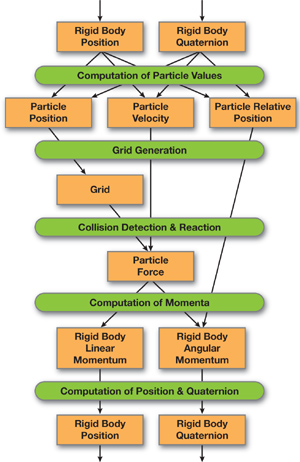 Rigid Body Rigid Body
Position Quaternion
Computation of Particle Values
Particle Particle Particle Relative
Position Velocity Position
Grid Generation
Grid
Collision Detection & Reaction
Particle
Force
Computation of Momenta
Rigid Body Rigid Body
Linear Angular
Momentum Momentum
Computation of Position & Quaternion
Rigid Body Rigid Body
Position Quaternion